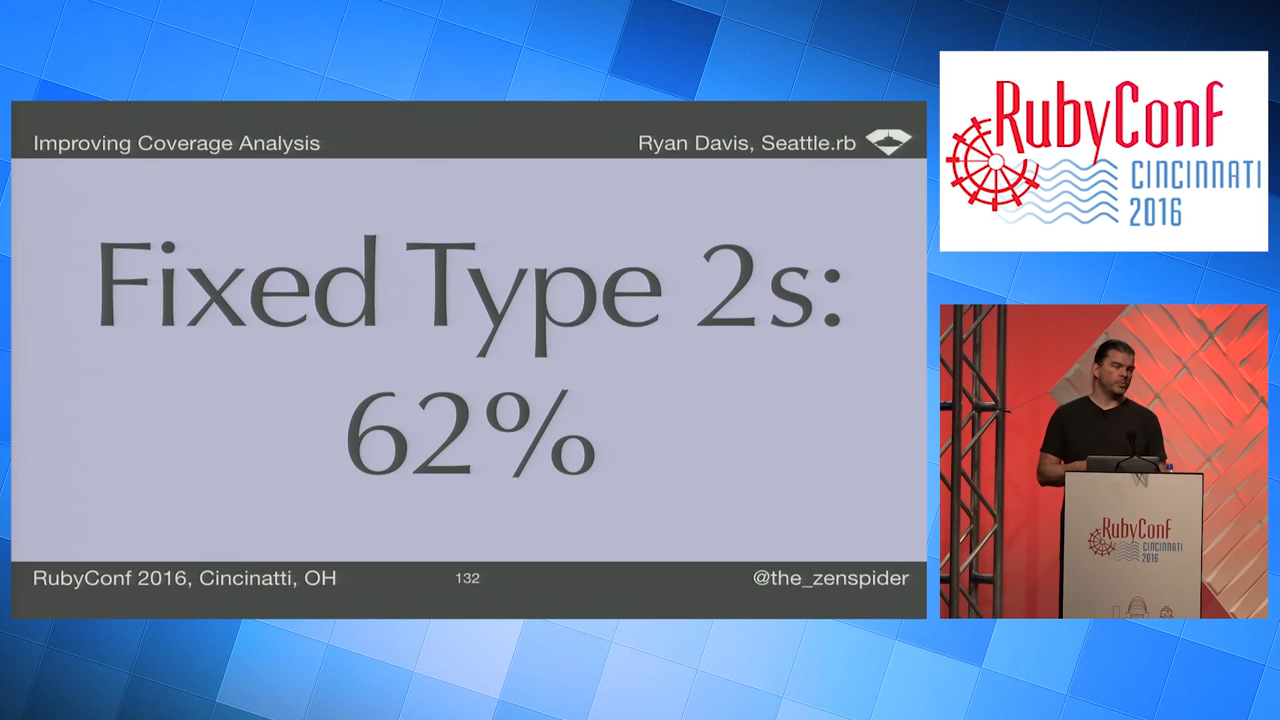 Improving Coverage Analysis
Ryan Davis, Seattle.rb
Fixed Type 2s:
62%
RubyConf 2016, Cincinatti, OH
132
@the_zenspider
RubyConf
CINCINNATI
2016
RubyConf
CINCINNATI
2016